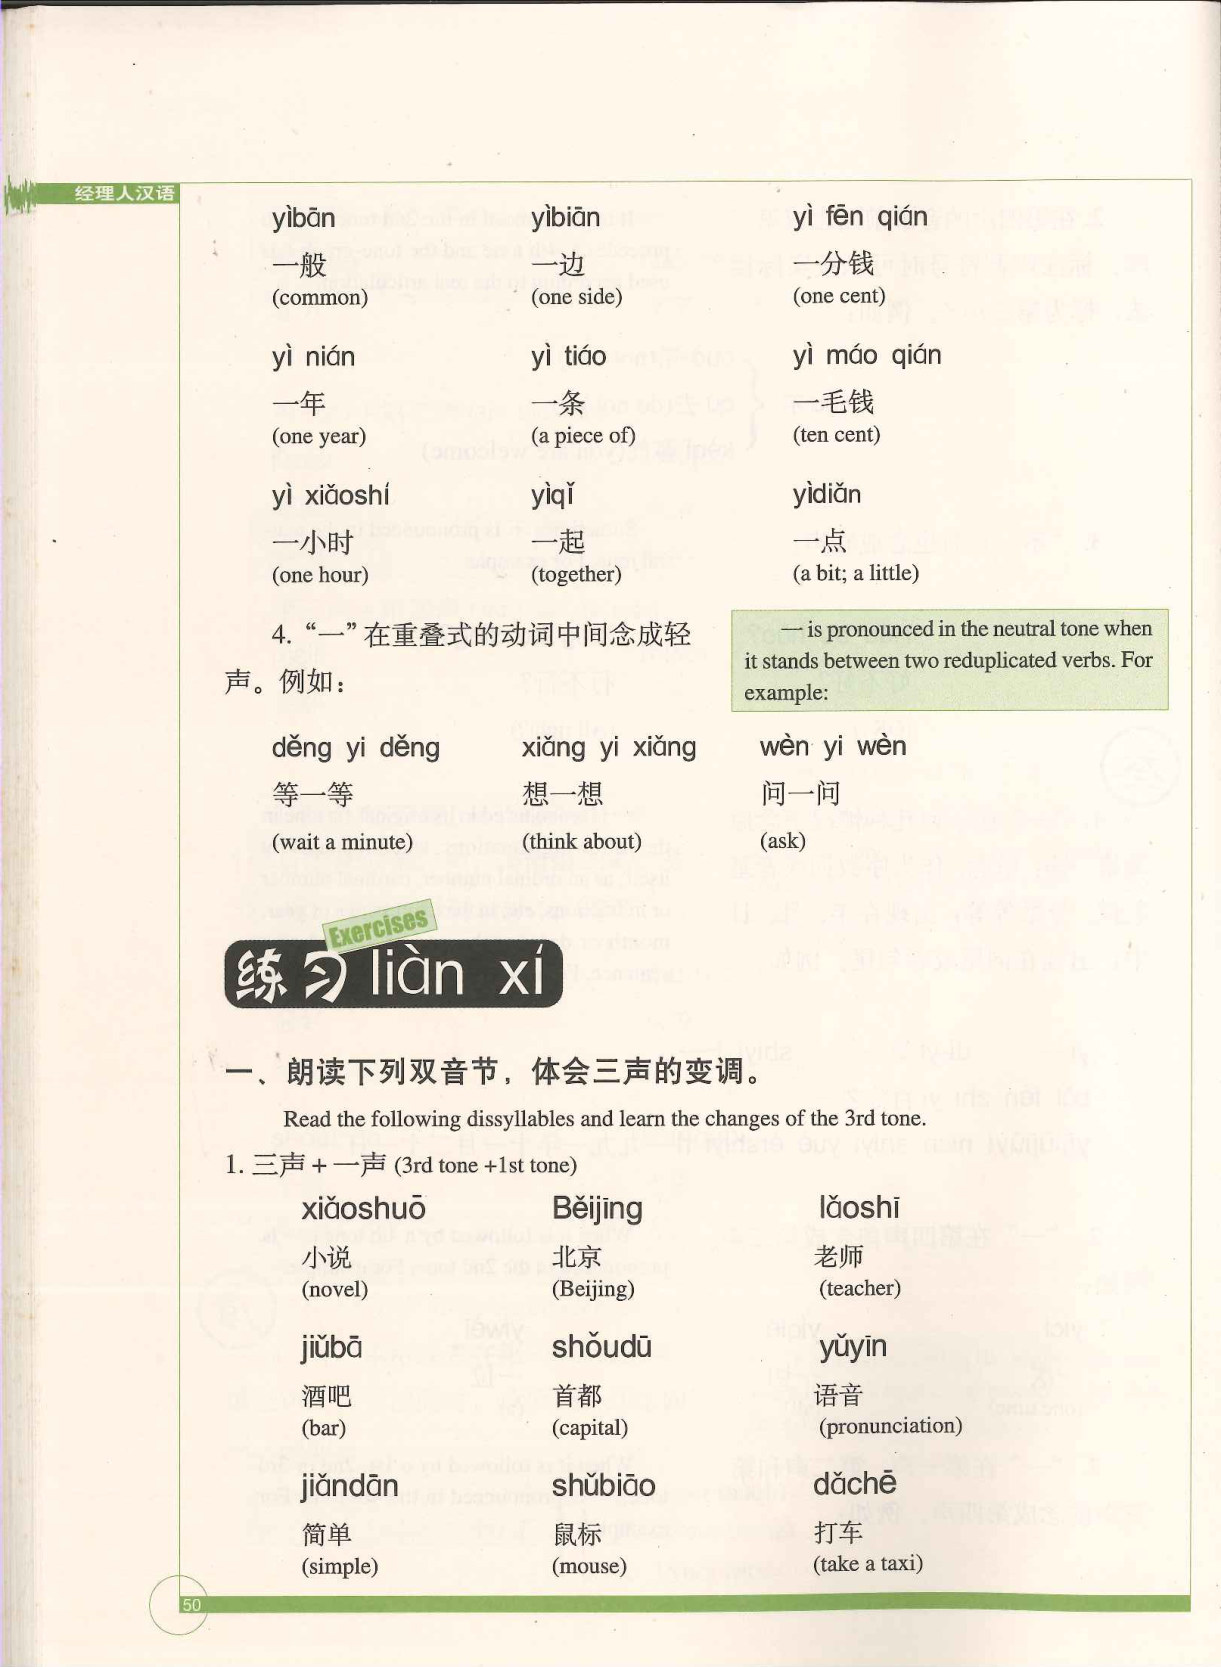 经理人汉语
yìbān yìbiān yì fēn qián
一般 一边 一分钱
(common) (one side) (one cent)
yì nián yì tiáo yì máo qián
一年 一条 一毛钱
(one year) (a piece of) (ten cent)
yì xiǎoshí yìqǐ yìdiǎn
一小时 一起 一点
(one hour) (together) (a bit; a little)
4. “一”在重叠式的动词中间念成轻
声。例如：
一 is pronounced in the neutral tone when
it stands between two reduplicated verbs. For
example:
děng yi děng xiǎng yi xiǎng wèn yi wèn
等一等 想一想 问一问
(wait a minute) (think about) (ask)
Exercises
练习 liàn xí
一、朗读下列双音节，体会三声的变调。
Read the following dissyllables and learn the changes of the 3rd tone.
1. 三声 + 一声 (3rd tone +1st tone)
xiǎoshuō Běijīng lǎoshī
小说 北京 老师
(novel) (Beijing) (teacher)
jiǔbā shǒudū yǔyīn
酒吧 首都 语音
(bar) (capital) (pronunciation)
jiǎndān shǔbiāo dǎchē
简单 鼠标 打车
(simple) (mouse) (take a taxi)
50